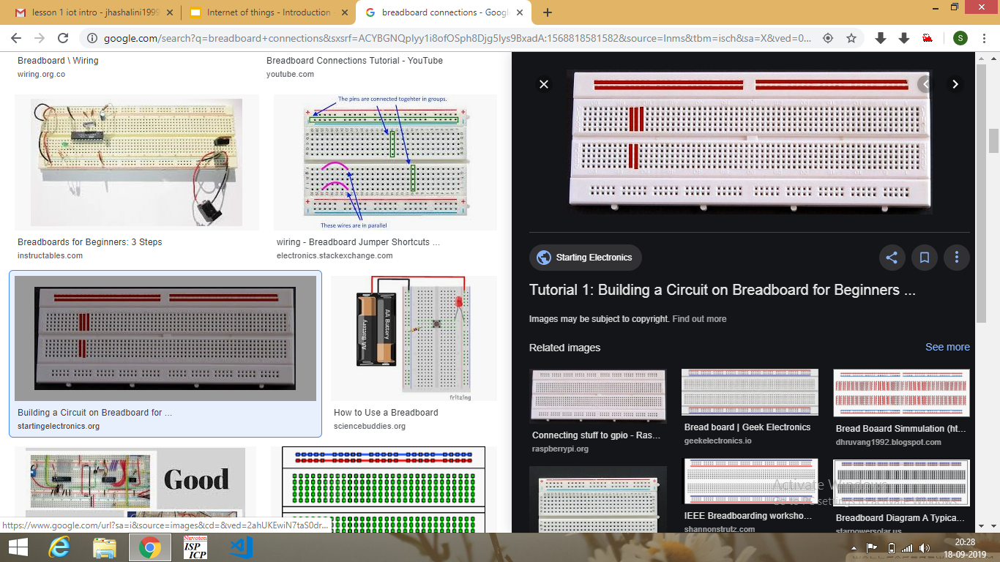 lesson 1 iot intro - jhashalini1999
Internet of things - Introduction
breadboard connections - Goog
google.com/search?q=breadboard+connections&sxsrf=ACYBGNQpIyy1i8ofOSph8Djg5Iys9BxadA:1568818581582&source=lnms&tbm=isch&sa=X&ved=0...
S
Breadboard \ Wiring
wiring.org.co
Breadboard Connections Tutorial - YouTube
youtube.com
The pins are connected togehter in groups.
These wires are in parallel
Breadboards for Beginners: 3 Steps
instructables.com
wiring - Breadboard Jumper Shortcuts ...
electronics.stackexchange.com
Building a Circuit on Breadboard for ...
startingelectronics.org
AA Battery
AA Battery
fritzing
How to Use a Breadboard
sciencebuddies.org
Good
https://www.google.com/url?sa=i&source=images&cd=&ved=2ahUKEwiN7taS0dr...
Starting Electronics
Tutorial 1: Building a Circuit on Breadboard for Beginners ...
Images may be subject to copyright. Find out more
Related images
See more
Connecting stuff to gpio - Ras...
raspberrypi.org
Bread board | Geek Electronics
geekelectronics.io
Bread Boaard Simmulation (ht...
dhruvang1992.blogspot.com
IEEE Breadboarding worksho...
shannonstrutz.com
Breadboard Diagram A Typica...
starpowersolar.us
Activate Windows
Go to PC settings to activate Windows.
Nuvoton
ISP
ICP
20:28
18-09-2019